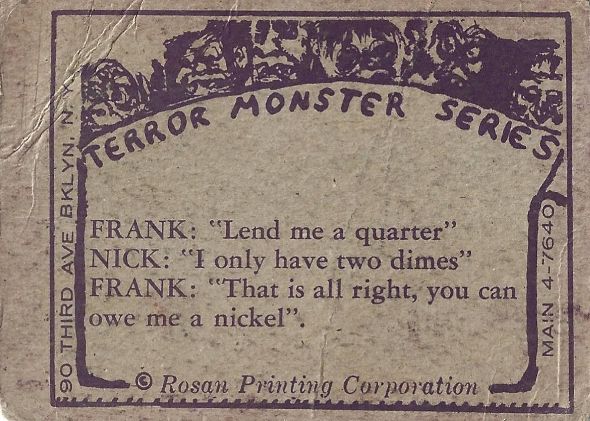 TERROR MONSTER SERIES
FRANK: "Lend me a quarter"
NICK: "I only have two dimes"
FRANK: "That is all right, you can
owe me a nickel".
© Rosan Printing Corporation
90 THIRD AVE BKLYN. N. Y.
MAIN 4-7640